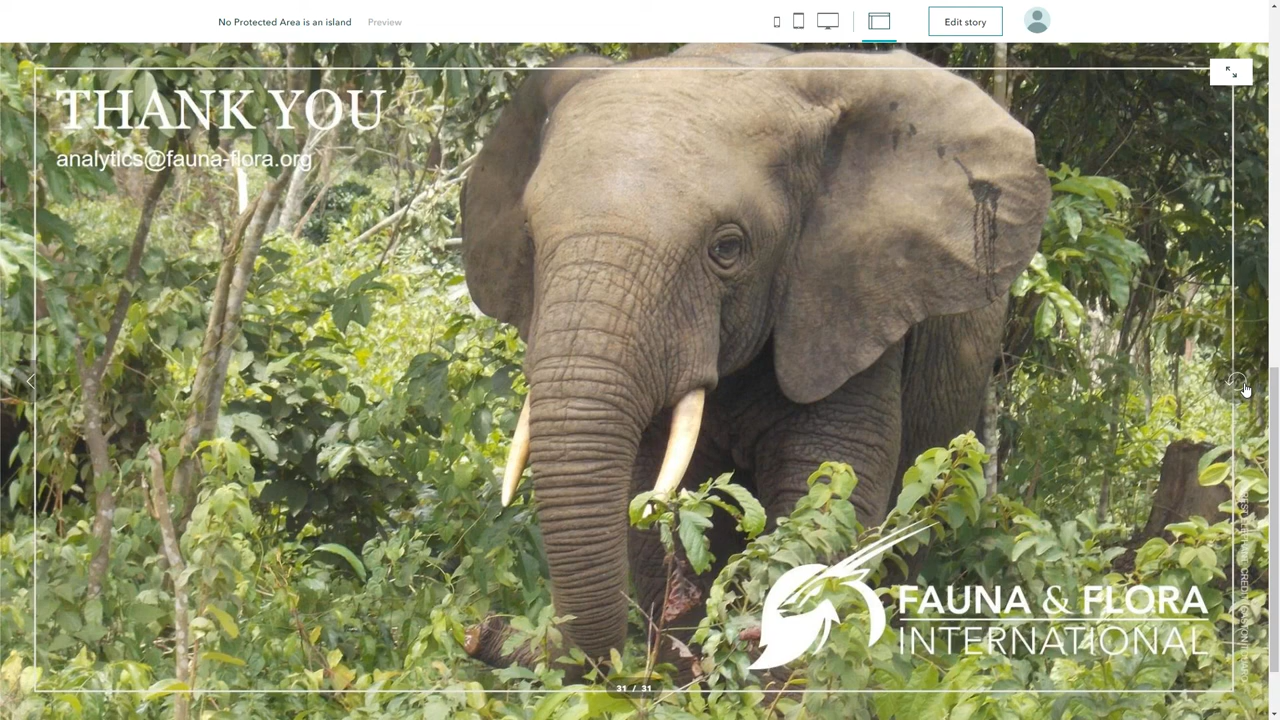 No Protected Area is an island
Preview
Edit story
THANK YOU
analytics@fauna-flora.org
FAUNA & FLORA
INTERNATIONAL
31 / 31